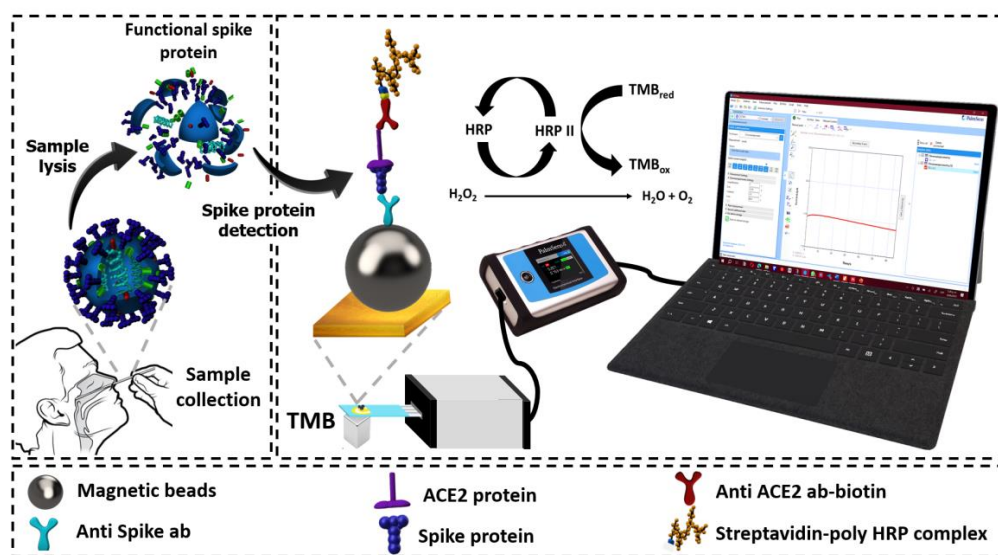 Functional spike
protein
Sample
lysis
Spike protein
detection
Sample
collection
HRP
HRP II
TMBred
TMBox
H2O2
H2O + O2
PalmSens4
TMB
Magnetic beads
Anti Spike ab
ACE2 protein
Spike protein
Anti ACE2 ab-biotin
Streptavidin-poly HRP complex